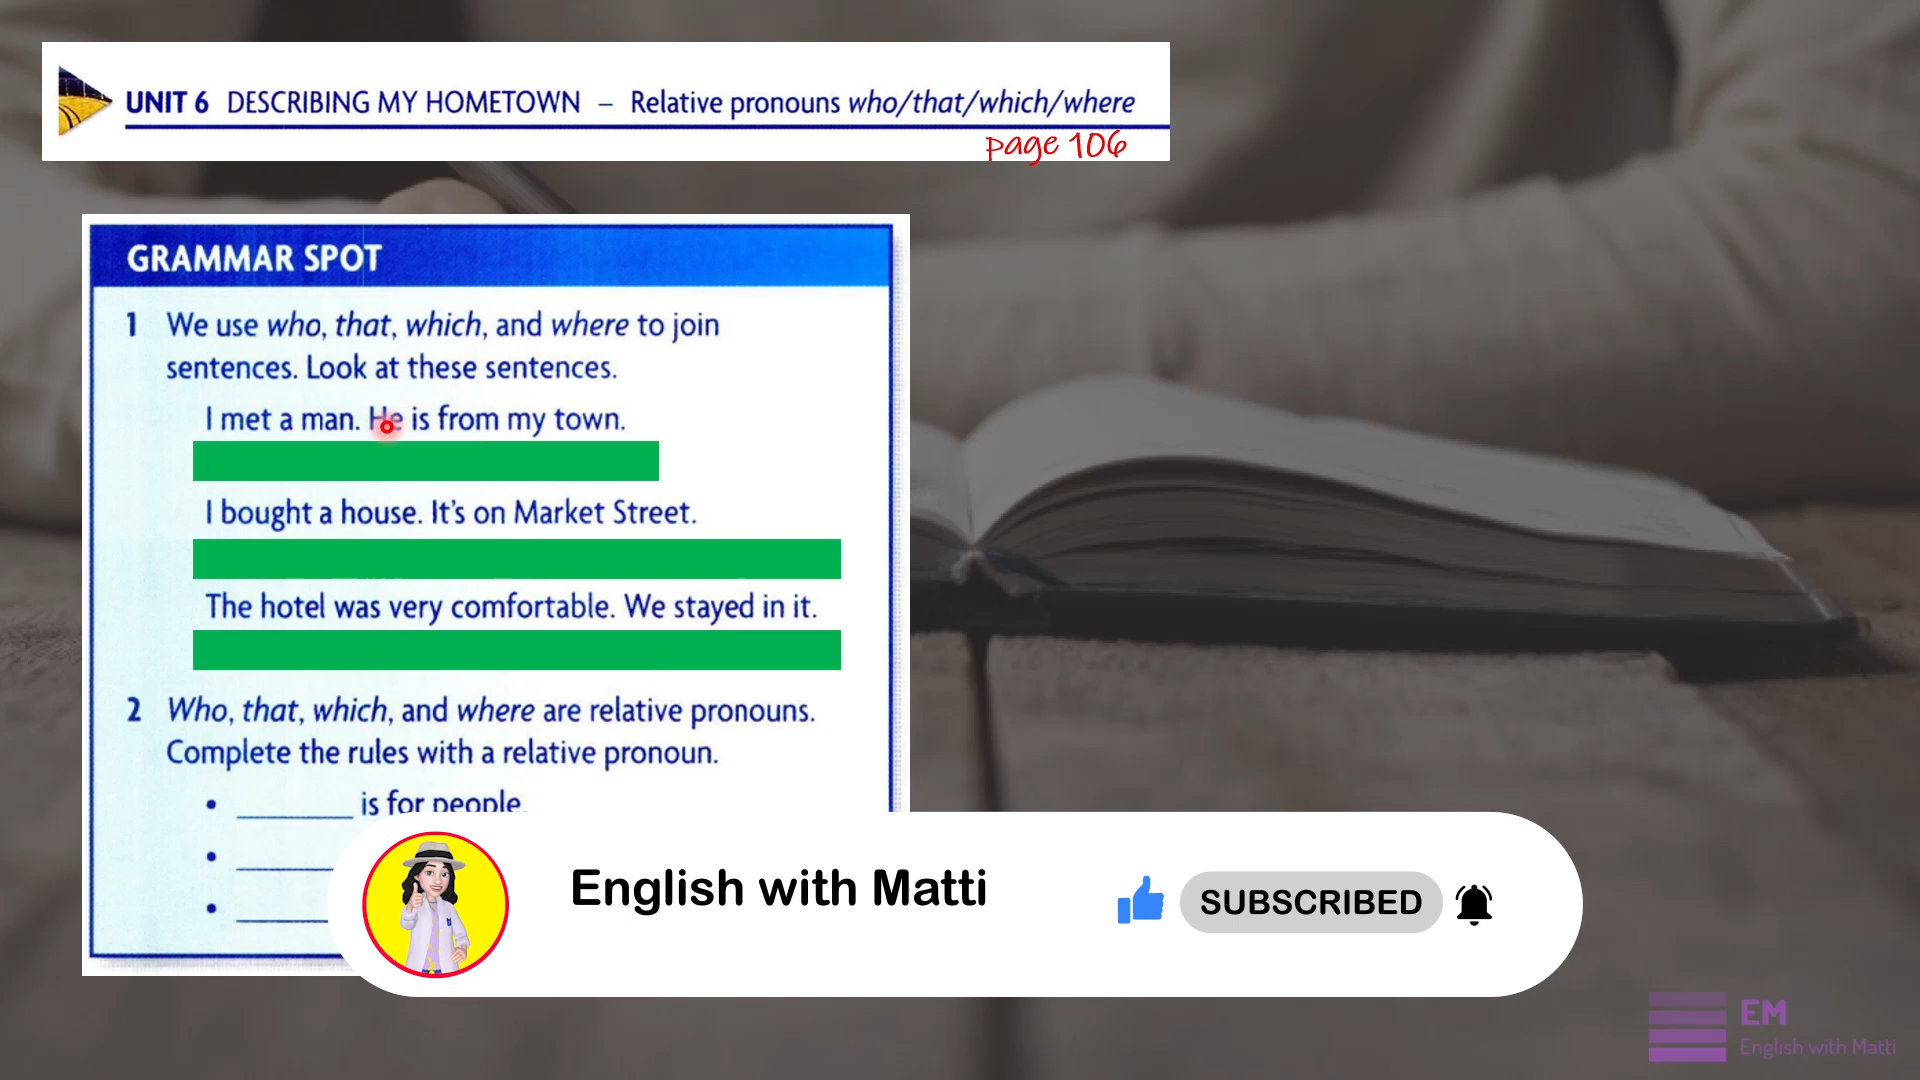 UNIT 6 DESCRIBING MY HOMETOWN – Relative pronouns who/that/which/where
page 106
GRAMMAR SPOT
1 We use who, that, which, and where to join
sentences. Look at these sentences.
I met a man. He is from my town.
I bought a house. It's on Market Street.
The hotel was very comfortable. We stayed in it.
2 Who, that, which, and where are relative pronouns.
Complete the rules with a relative pronoun.
• ________ is for people.
• ________
• ________
English with Matti
SUBSCRIBED
EM
English with Matti